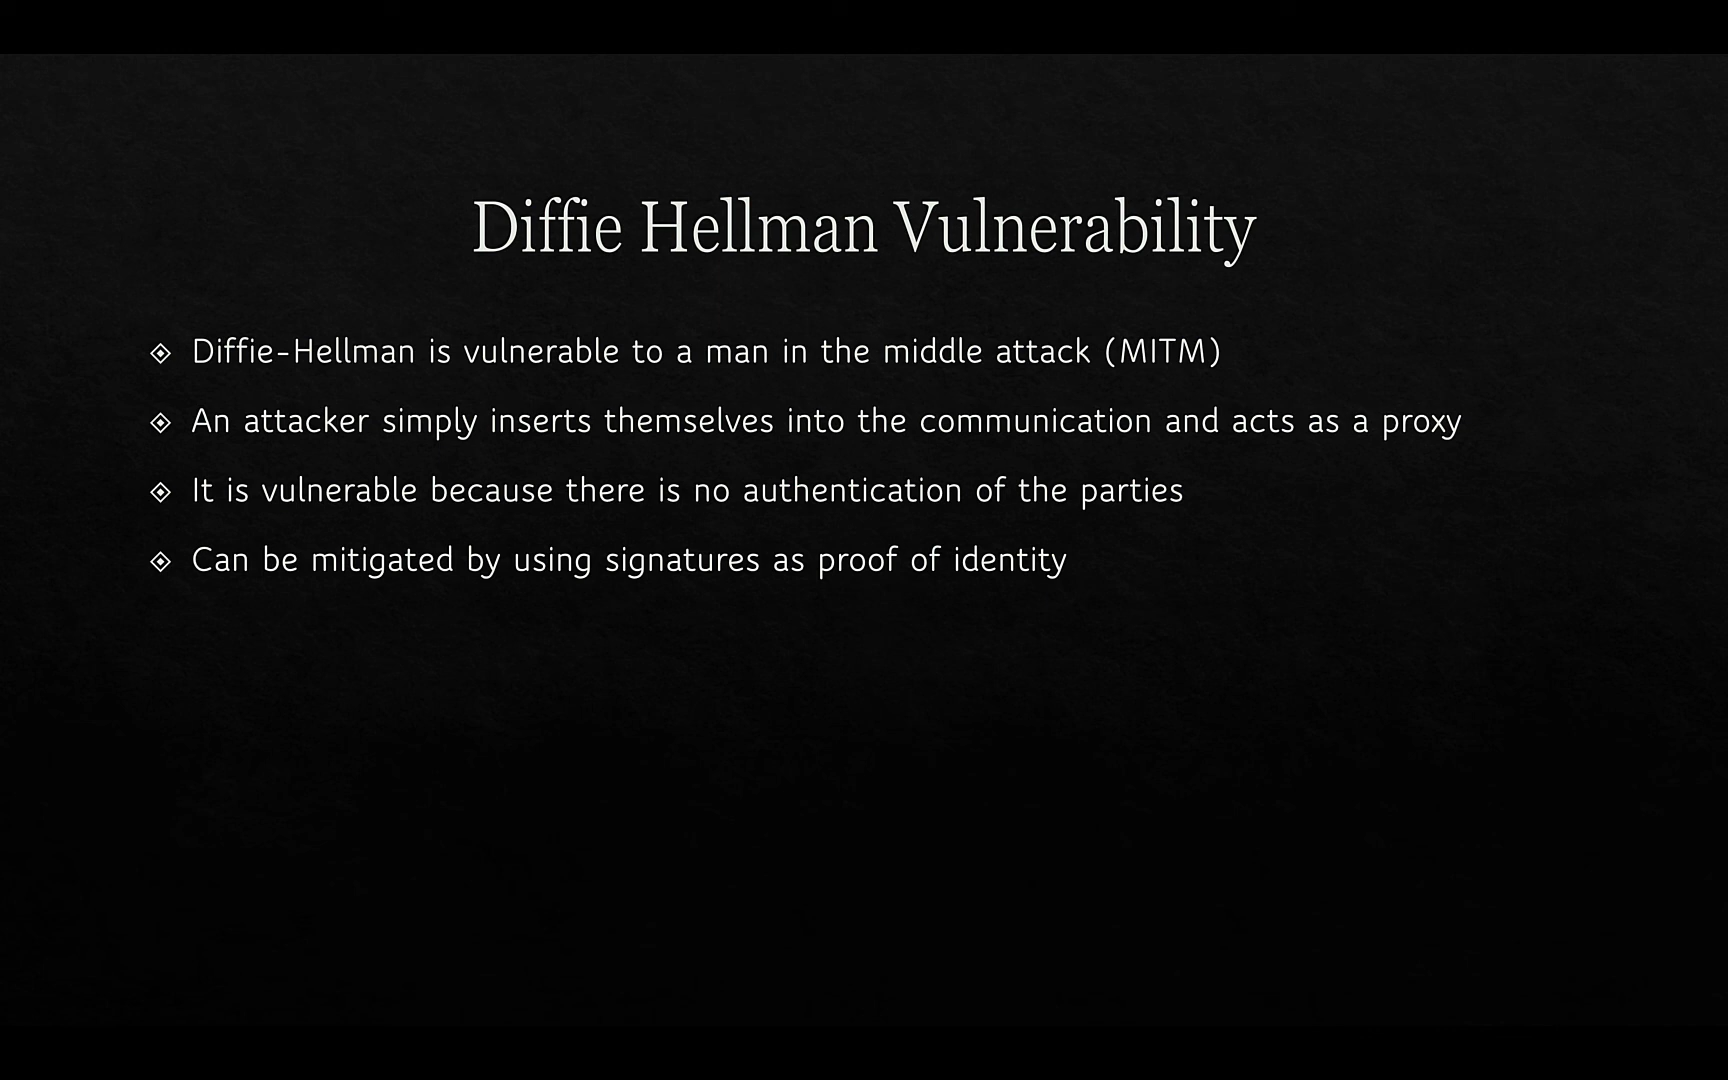 Diffie Hellman Vulnerability
Diffie-Hellman is vulnerable to a man in the middle attack (MITM)
An attacker simply inserts themselves into the communication and acts as a proxy
It is vulnerable because there is no authentication of the parties
Can be mitigated by using signatures as proof of identity